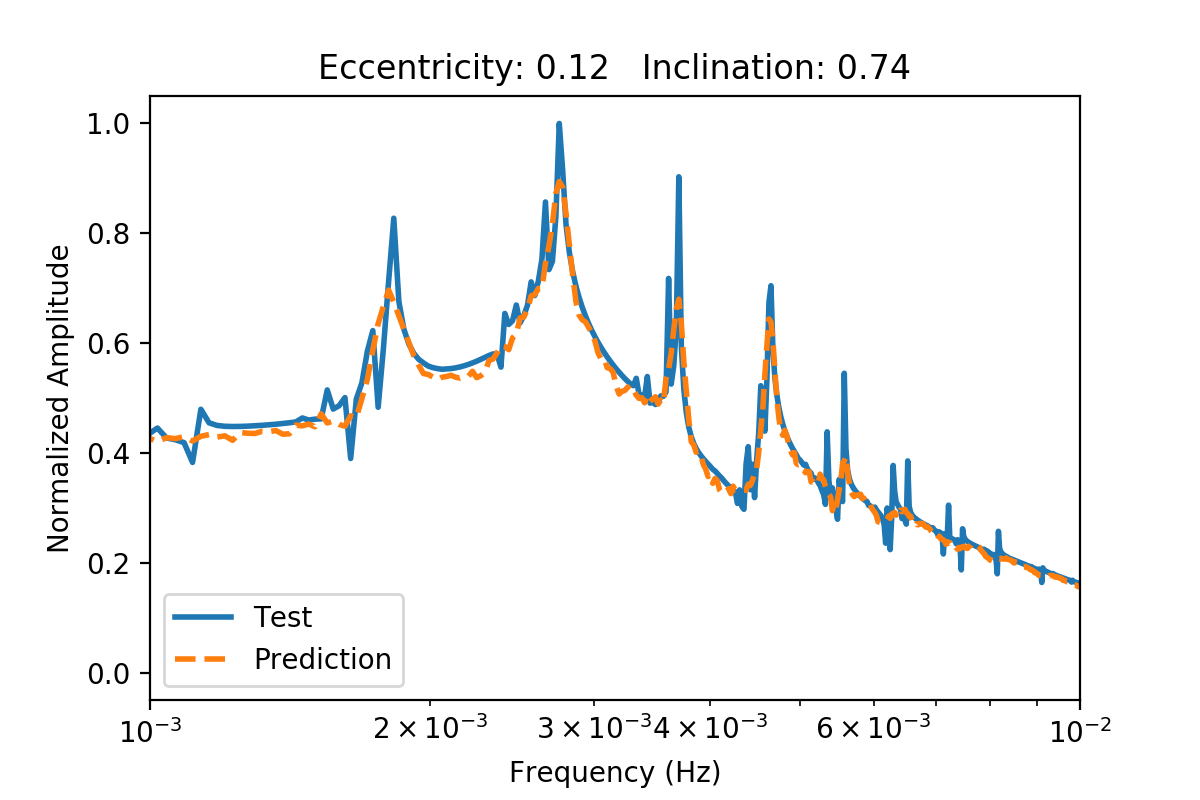 Eccentricity: 0.12   Inclination: 0.74
1.0
0.8
0.6
0.4
0.2
0.0
Normalized Amplitude
Test
Prediction
10⁻³
2 × 10⁻³
3 × 10⁻³
4 × 10⁻³
6 × 10⁻³
10⁻²
Frequency (Hz)